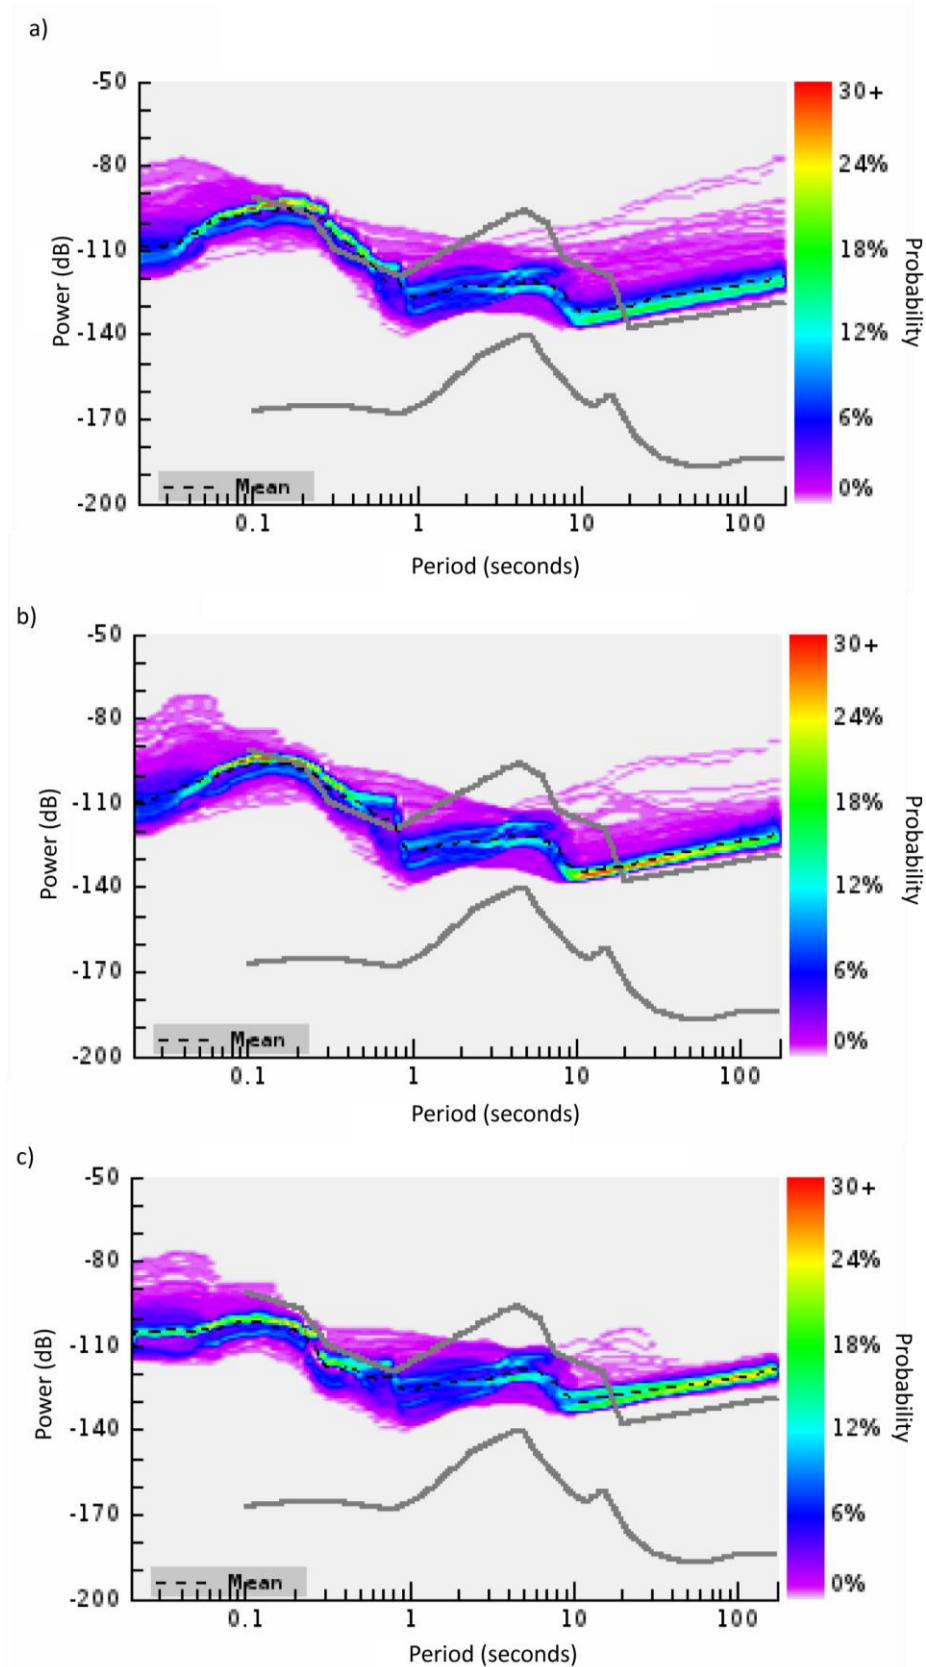 a)
-50
-80
-110
-140
-170
-200
Power (dB)
Mean
0.1 1 10 100
Period (seconds)
30+
24%
18%
12%
6%
0%
Probability
b)
-50
-80
-110
-140
-170
-200
Power (dB)
Mean
0.1 1 10 100
Period (seconds)
30+
24%
18%
12%
6%
0%
Probability
c)
-50
-80
-110
-140
-170
-200
Power (dB)
Mean
0.1 1 10 100
Period (seconds)
30+
24%
18%
12%
6%
0%
Probability